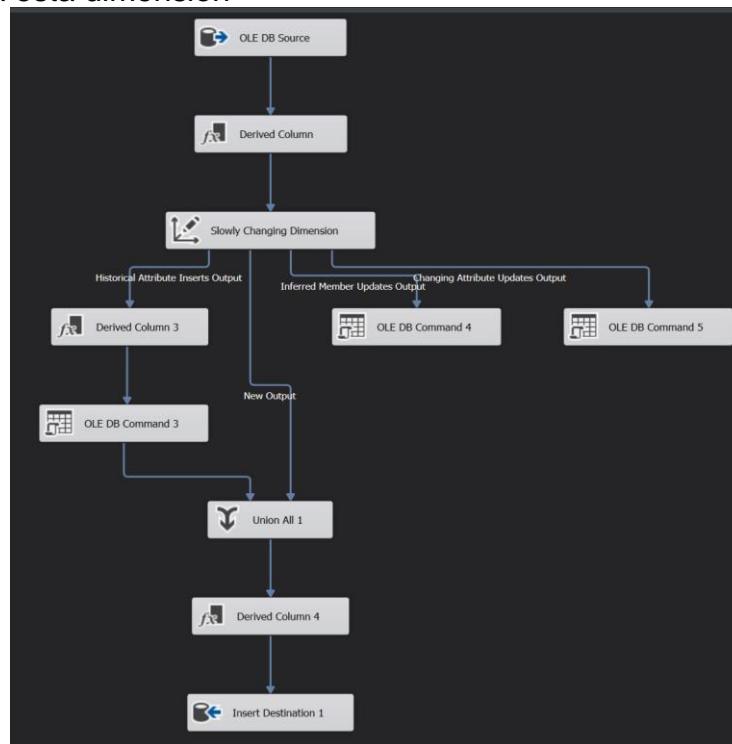 esta dimensión
OLE DB Source
Derived Column
Slowly Changing Dimension
Historical Attribute Inserts Output
Inferred Member Updates Output
Changing Attribute Updates Output
Derived Column 3
OLE DB Command 4
OLE DB Command 5
New Output
OLE DB Command 3
Union All 1
Derived Column 4
Insert Destination 1